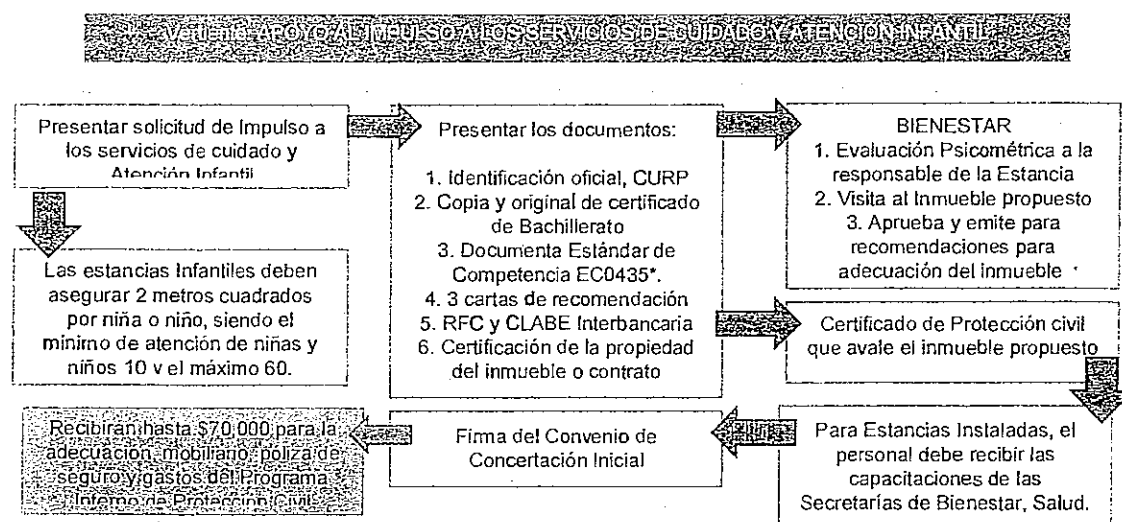 Vertiente: APOYO AL IMPULSO A LOS SERVICIOS DE CUIDADO Y ATENCIÓN INFANTIL
Presentar solicitud de Impulso a
los servicios de cuidado y
Atención Infantil
Las estancias Infantiles deben
asegurar 2 metros cuadrados
por niña o niño, siendo el
mínimo de atención de niñas y
niños 10 y el máximo 60.
Presentar los documentos:
1. Identificación oficial, CURP
2. Copia y original de certificado
de Bachillerato
3. Documenta Estándar de
Competencia EC0435*.
4. 3 cartas de recomendación
5. RFC y CLABE Interbancaria
6. Certificación de la propiedad
del inmueble o contrato
BIENESTAR
1. Evaluación Psicométrica a la
responsable de la Estancia
2. Visita al Inmueble propuesto
3. Aprueba y emite para
recomendaciones para
adecuación del inmueble
Certificado de Protección civil
que avale el inmueble propuesto
Para Estancias Instaladas, el
personal debe recibir las
capacitaciones de las
Secretarías de Bienestar, Salud.
Firma del Convenio de
Concertación Inicial
Recibirán hasta $70,000 para la
adecuación, mobiliario, póliza de
seguro y gastos del Programa
Interno de Protección Civil